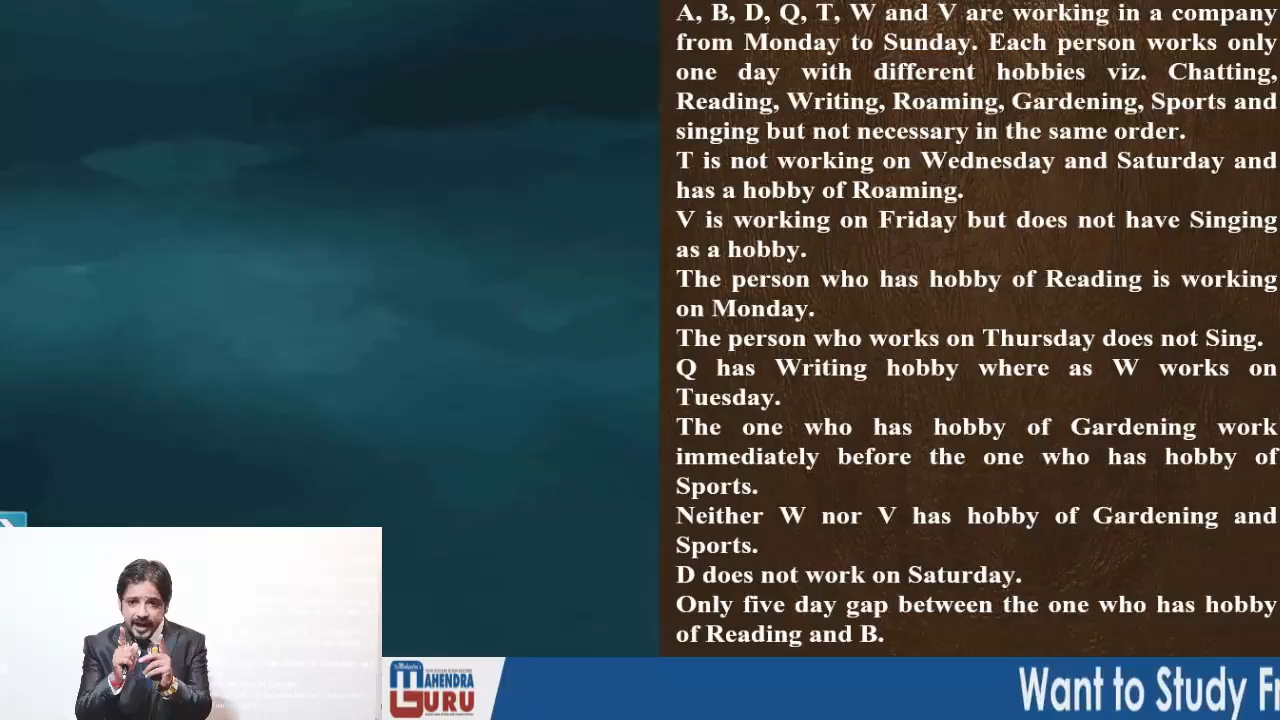 A, B, D, Q, T, W and V are working in a company
from Monday to Sunday. Each person works only
one day with different hobbies viz. Chatting,
Reading, Writing, Roaming, Gardening, Sports and
singing but not necessary in the same order.
T is not working on Wednesday and Saturday and
has a hobby of Roaming.
V is working on Friday but does not have Singing
as a hobby.
The person who has hobby of Reading is working
on Monday.
The person who works on Thursday does not Sing.
Q has Writing hobby where as W works on
Tuesday.
The one who has hobby of Gardening work
immediately before the one who has hobby of
Sports.
Neither W nor V has hobby of Gardening and
Sports.
D does not work on Saturday.
Only five day gap between the one who has hobby
of Reading and B.
MAHENDRA
GURU
Want to Study Fr